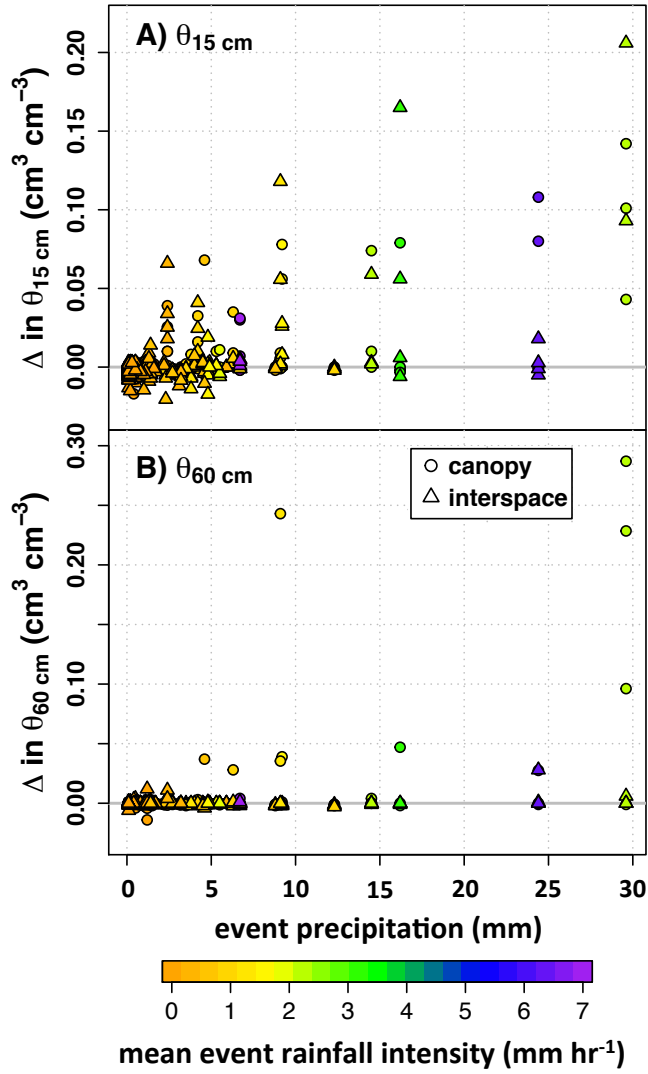 A) θ15 cm
0.20
0.15
0.10
0.05
0.00
Δ in θ15 cm (cm³ cm⁻³)
B) θ60 cm
canopy
interspace
0.30
0.20
0.10
0.00
Δ in θ60 cm (cm³ cm⁻³)
0 5 10 15 20 25 30
event precipitation (mm)
0 1 2 3 4 5 6 7
mean event rainfall intensity (mm hr⁻¹)